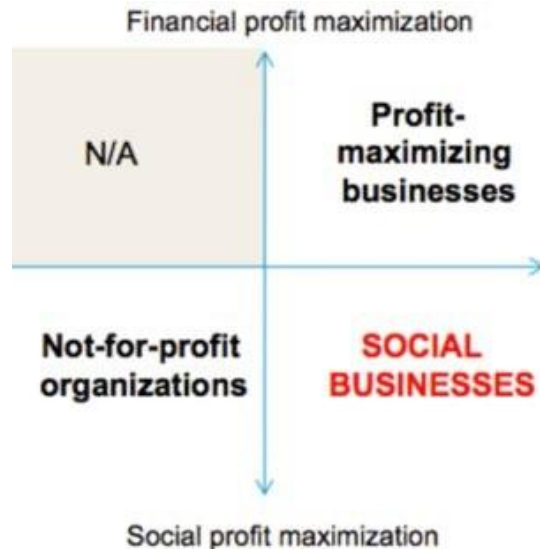 Financial profit maximization
N/A
Profit-
maximizing
businesses
Not-for-profit
organizations
SOCIAL
BUSINESSES
Social profit maximization